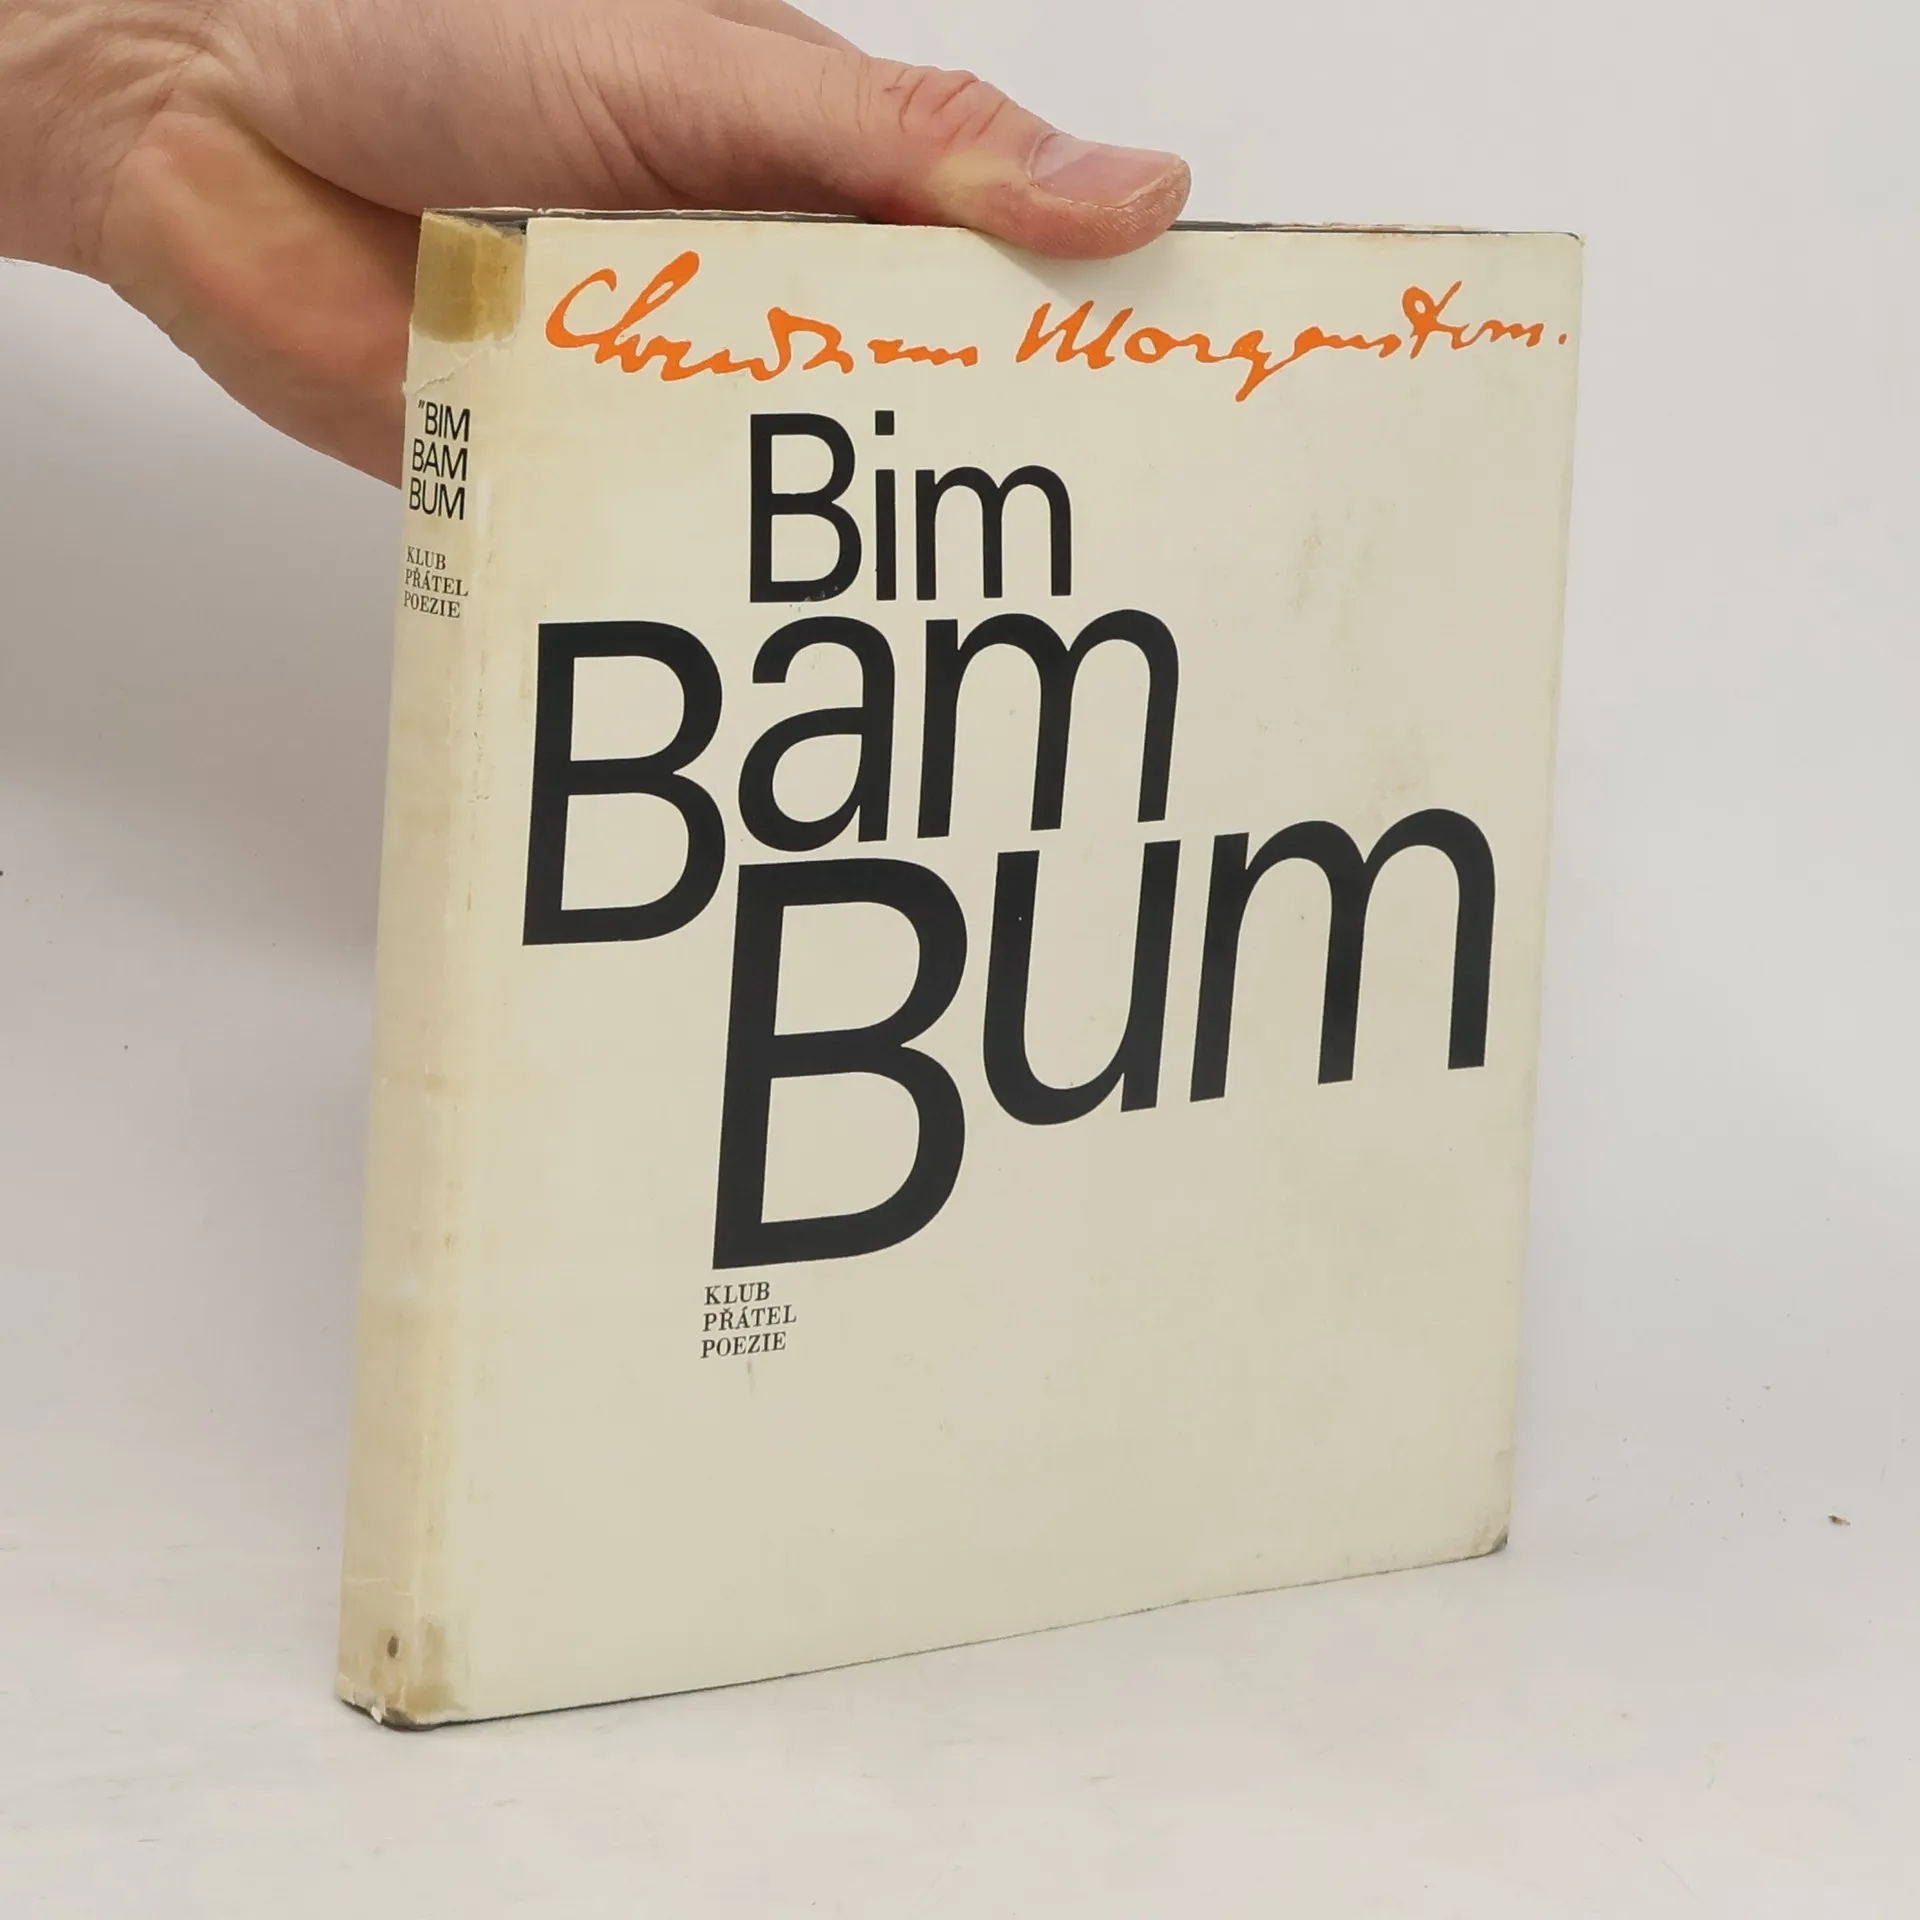 Christian Morgenstern.
Bim
Bam
Bum
KLUB
PŘÁTEL
POEZIE
"BIM
BAM
BUM
KLUB
PŘÁTEL
POEZIE